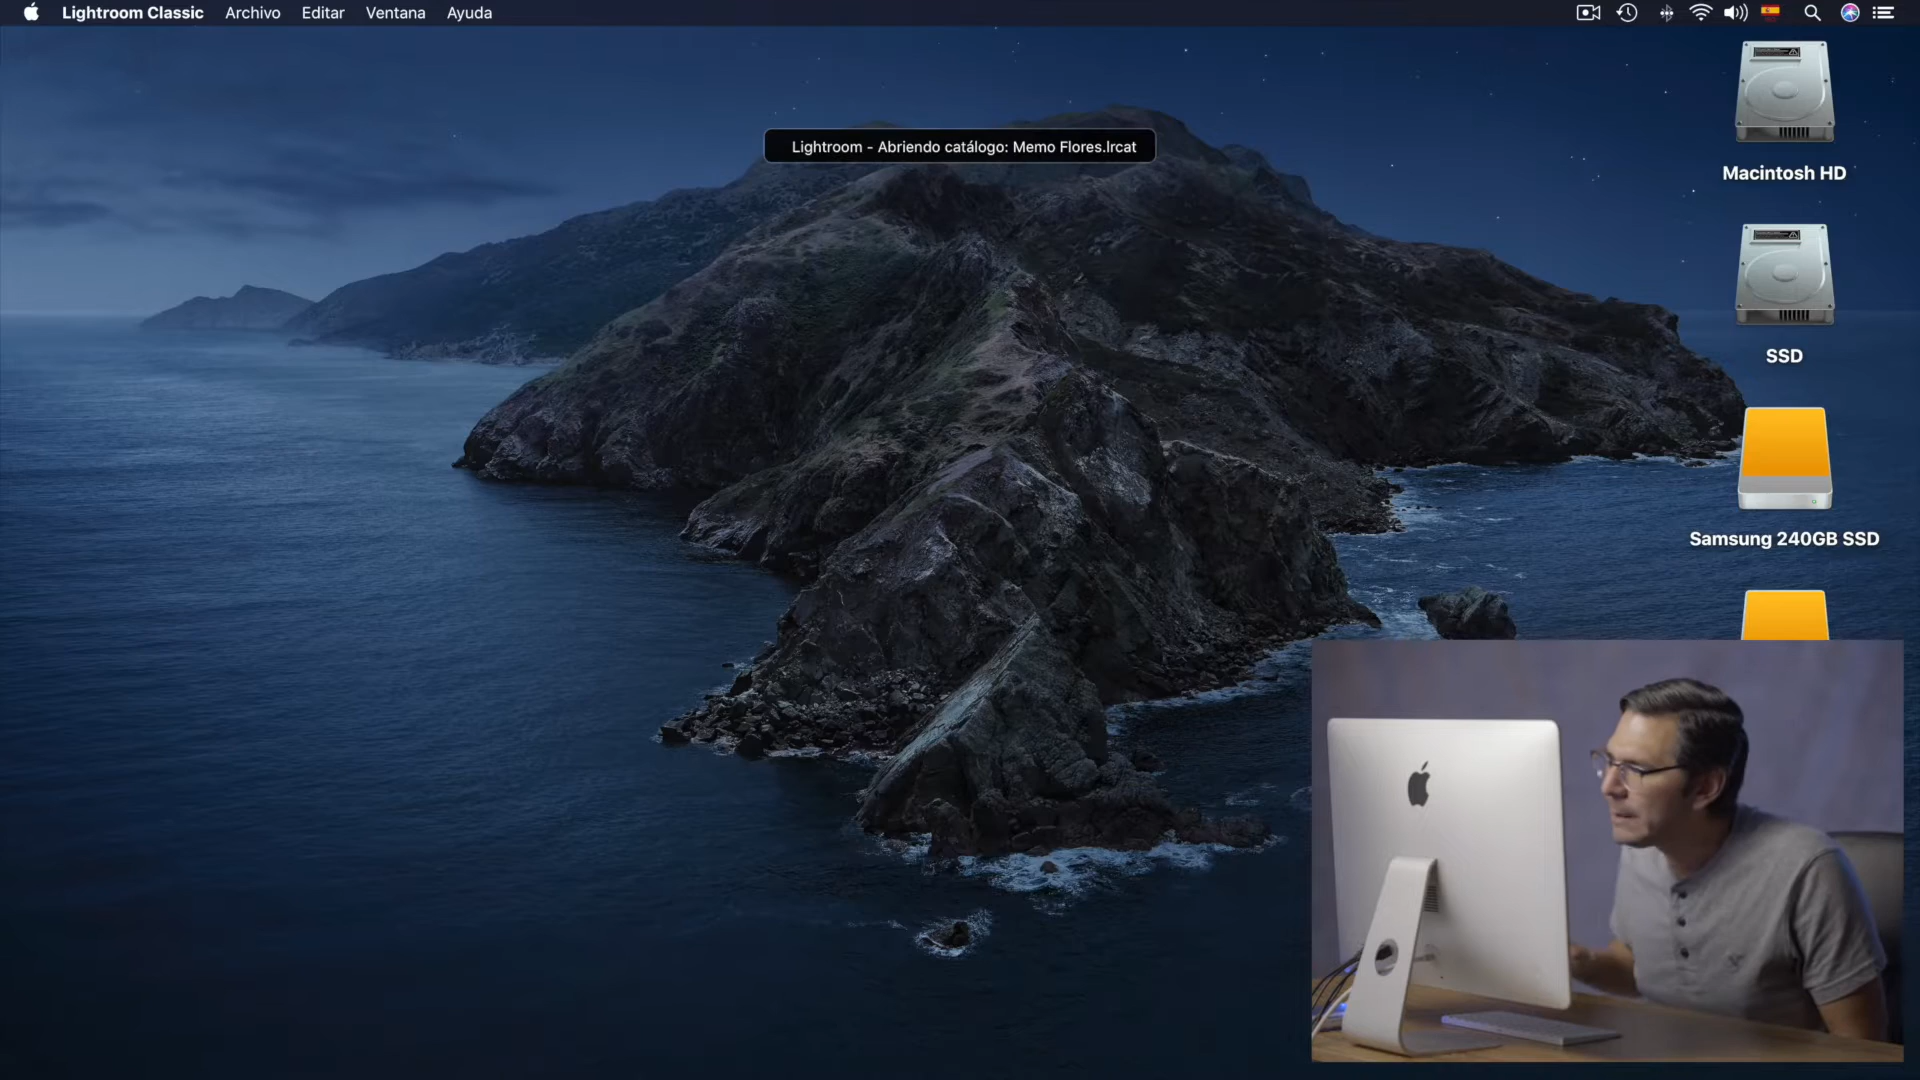 Lightroom Classic Archivo Editar Ventana Ayuda
Lightroom - Abriendo catálogo: Memo Flores.lrcat
Macintosh HD
SSD
Samsung 240GB SSD